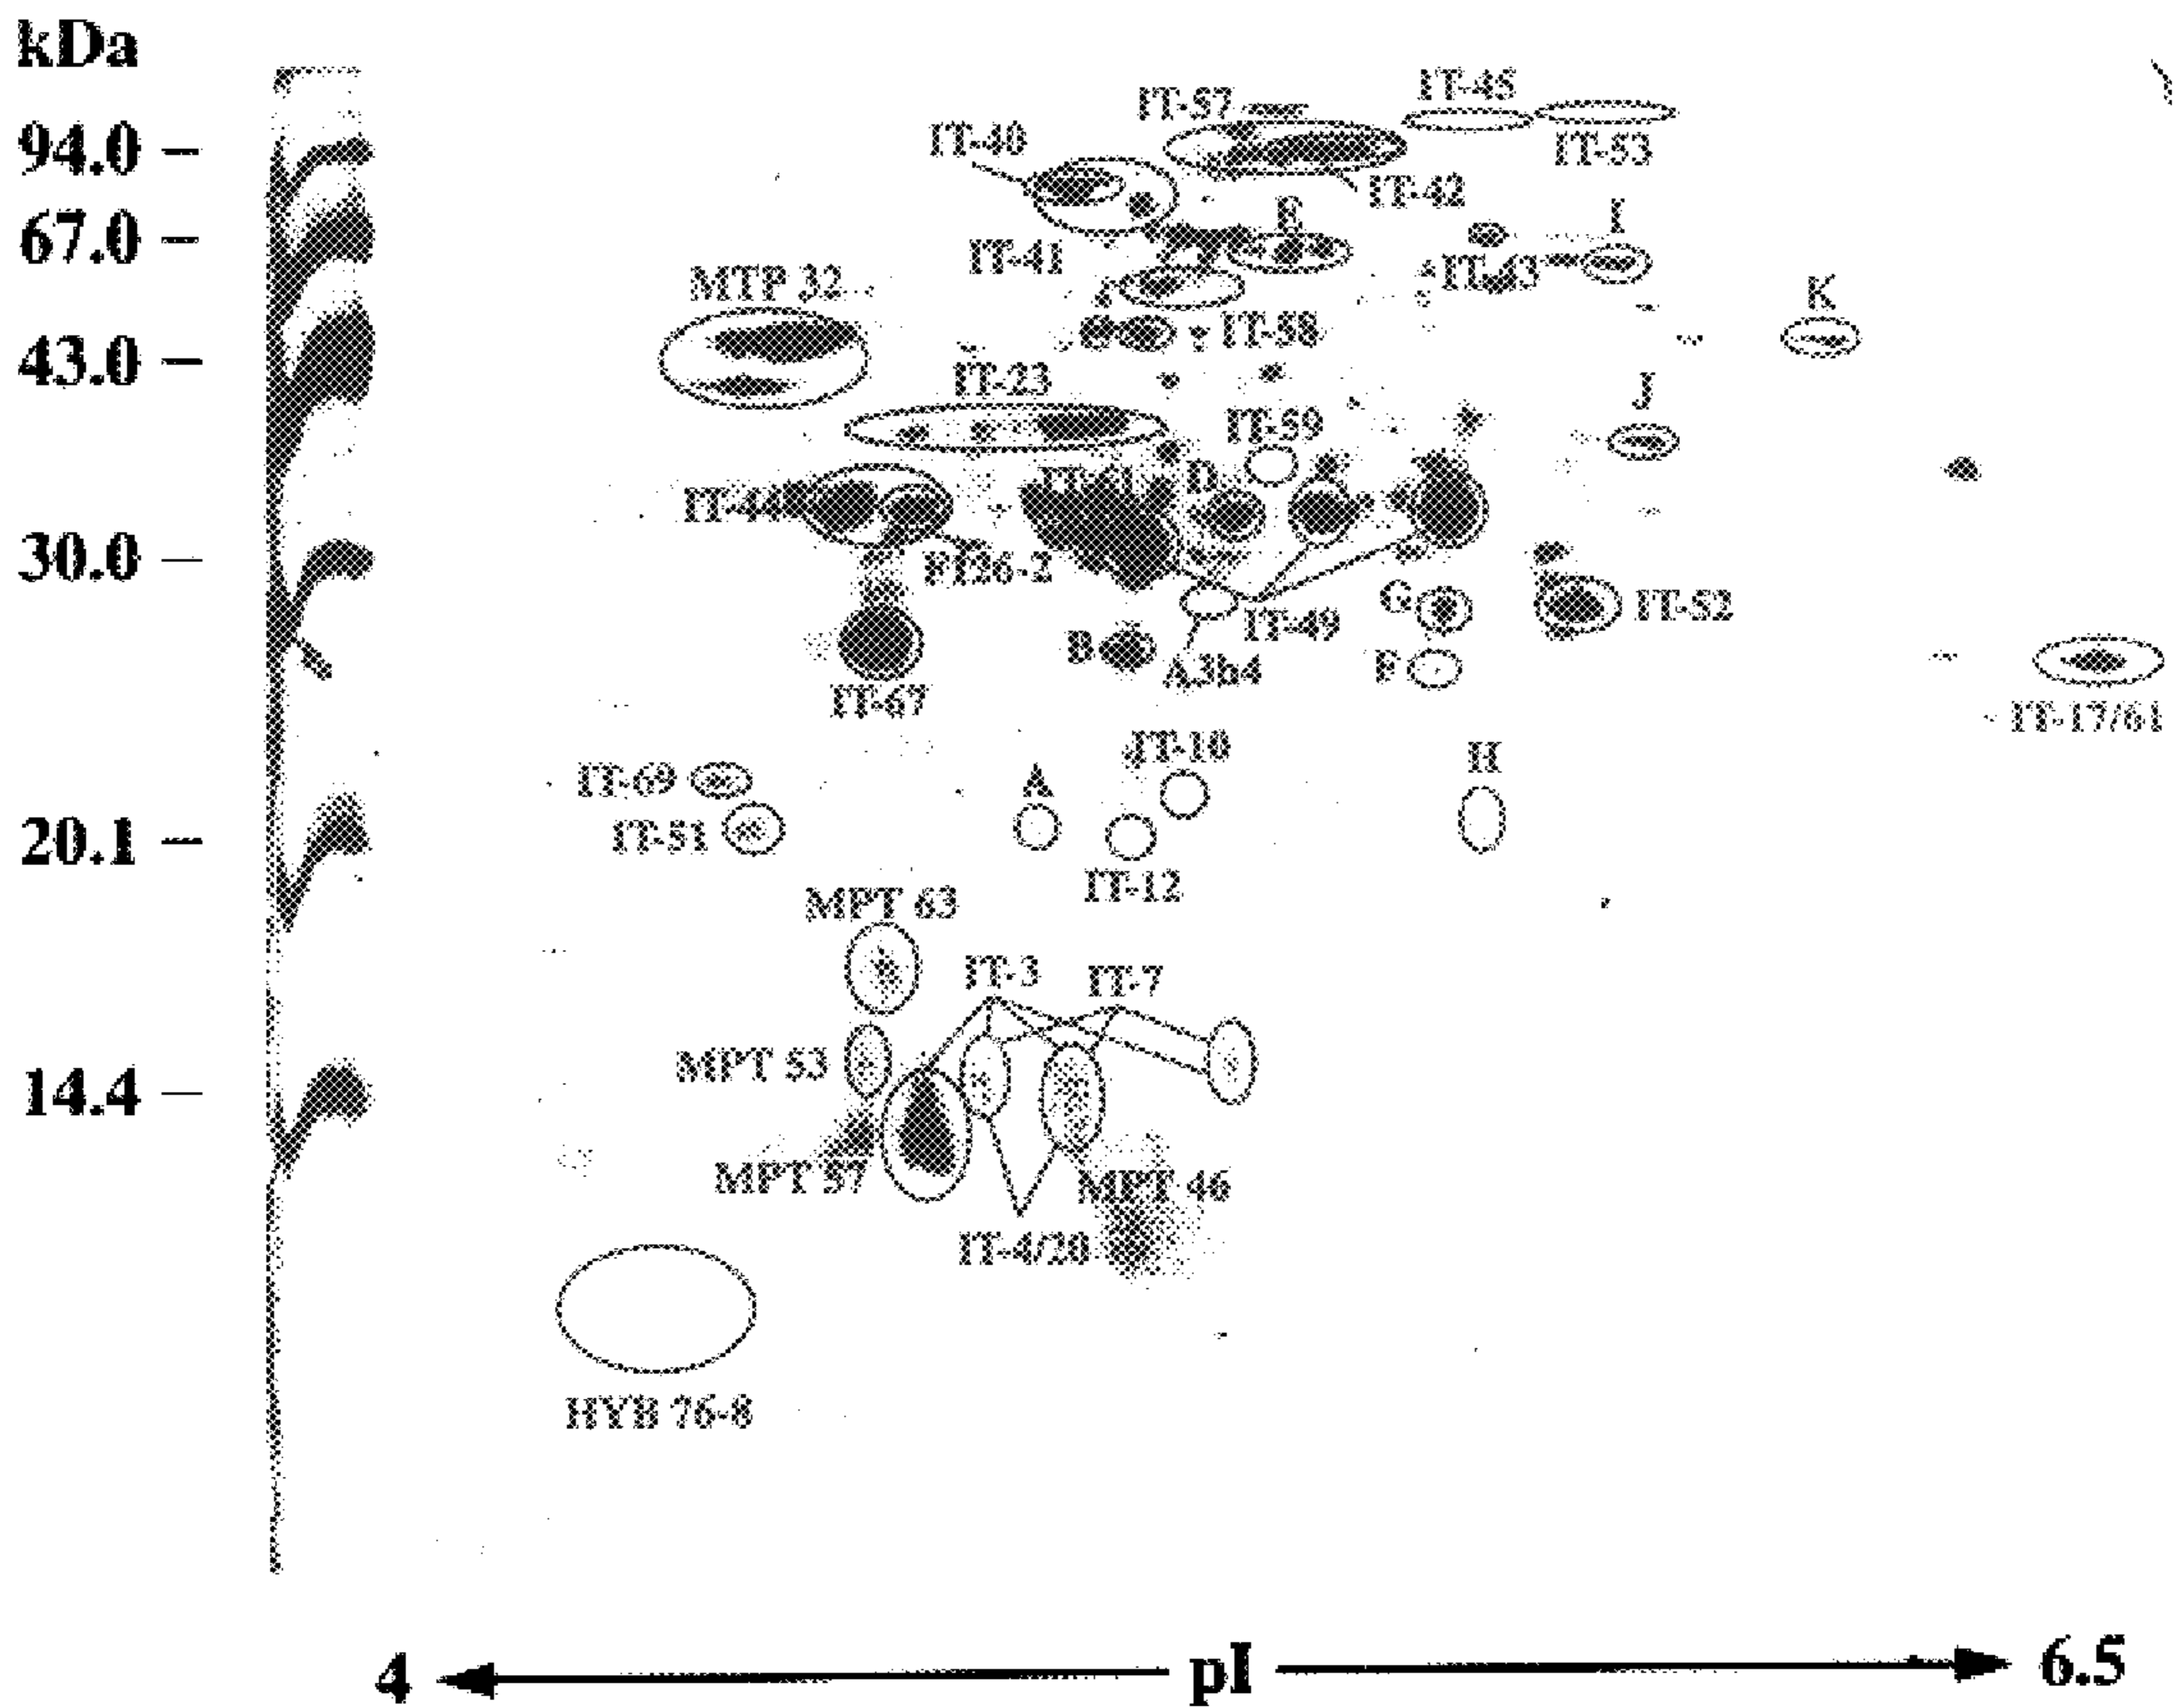 kDa
IT-45
IT-57
IT-40
94.0
IT-53
IT-42
E
I
67.0
IT-41
IT-43
MTP 32
K
IT-58
43.0
IT-23
J
IT-59
D
IT-44
30.0
F126-2
G
IT-52
IT-49
B
A3h4
F
IT-67
IT-17/61
IT-10
H
A
IT-69
IT-51
20.1
IT-12
MPT 63
IT-3
IT-7
MPT 53
14.4
MPT 57
MPT 46
IT-4/20
HYB 76-8
4
pI
6.5